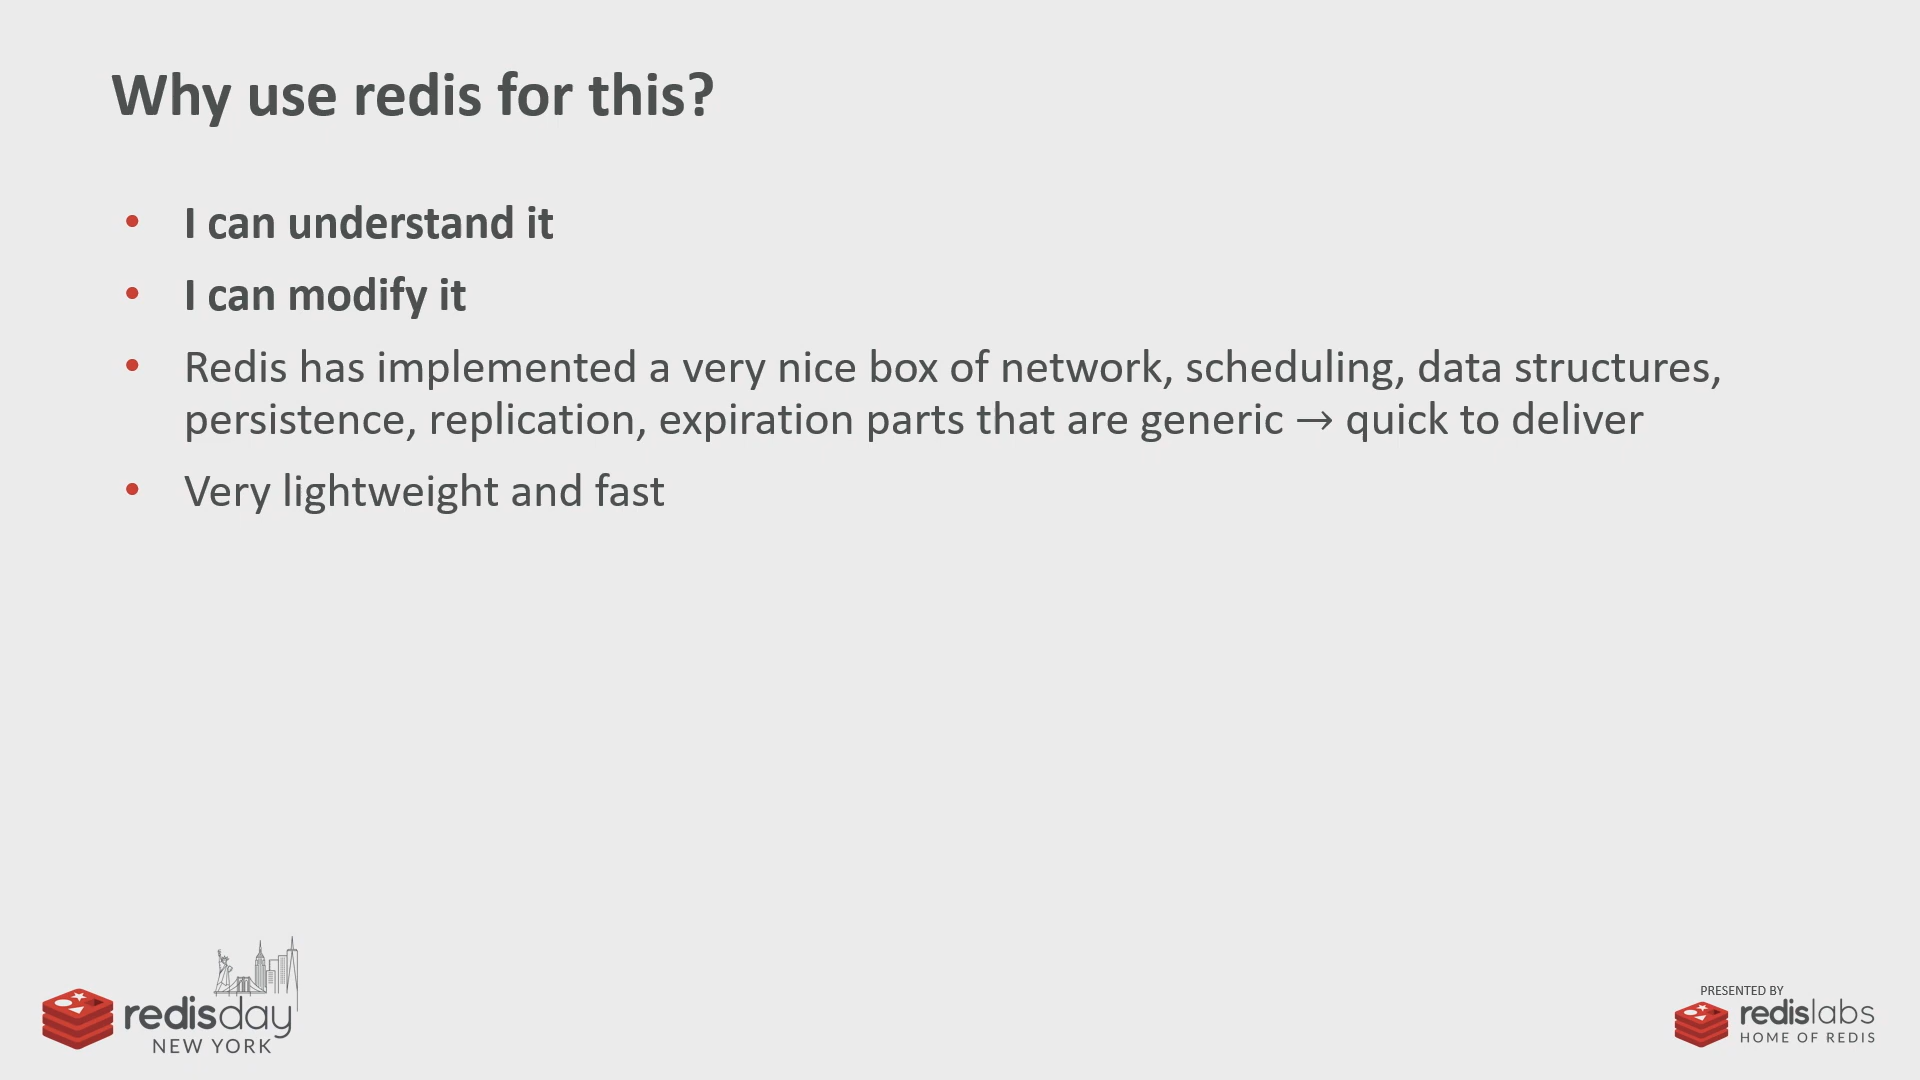 Why use redis for this?
• I can understand it
• I can modify it
• Redis has implemented a very nice box of network, scheduling, data structures,
persistence, replication, expiration parts that are generic → quick to deliver
• Very lightweight and fast
redisday
NEW YORK
PRESENTED BY
redislabs
HOME OF REDIS